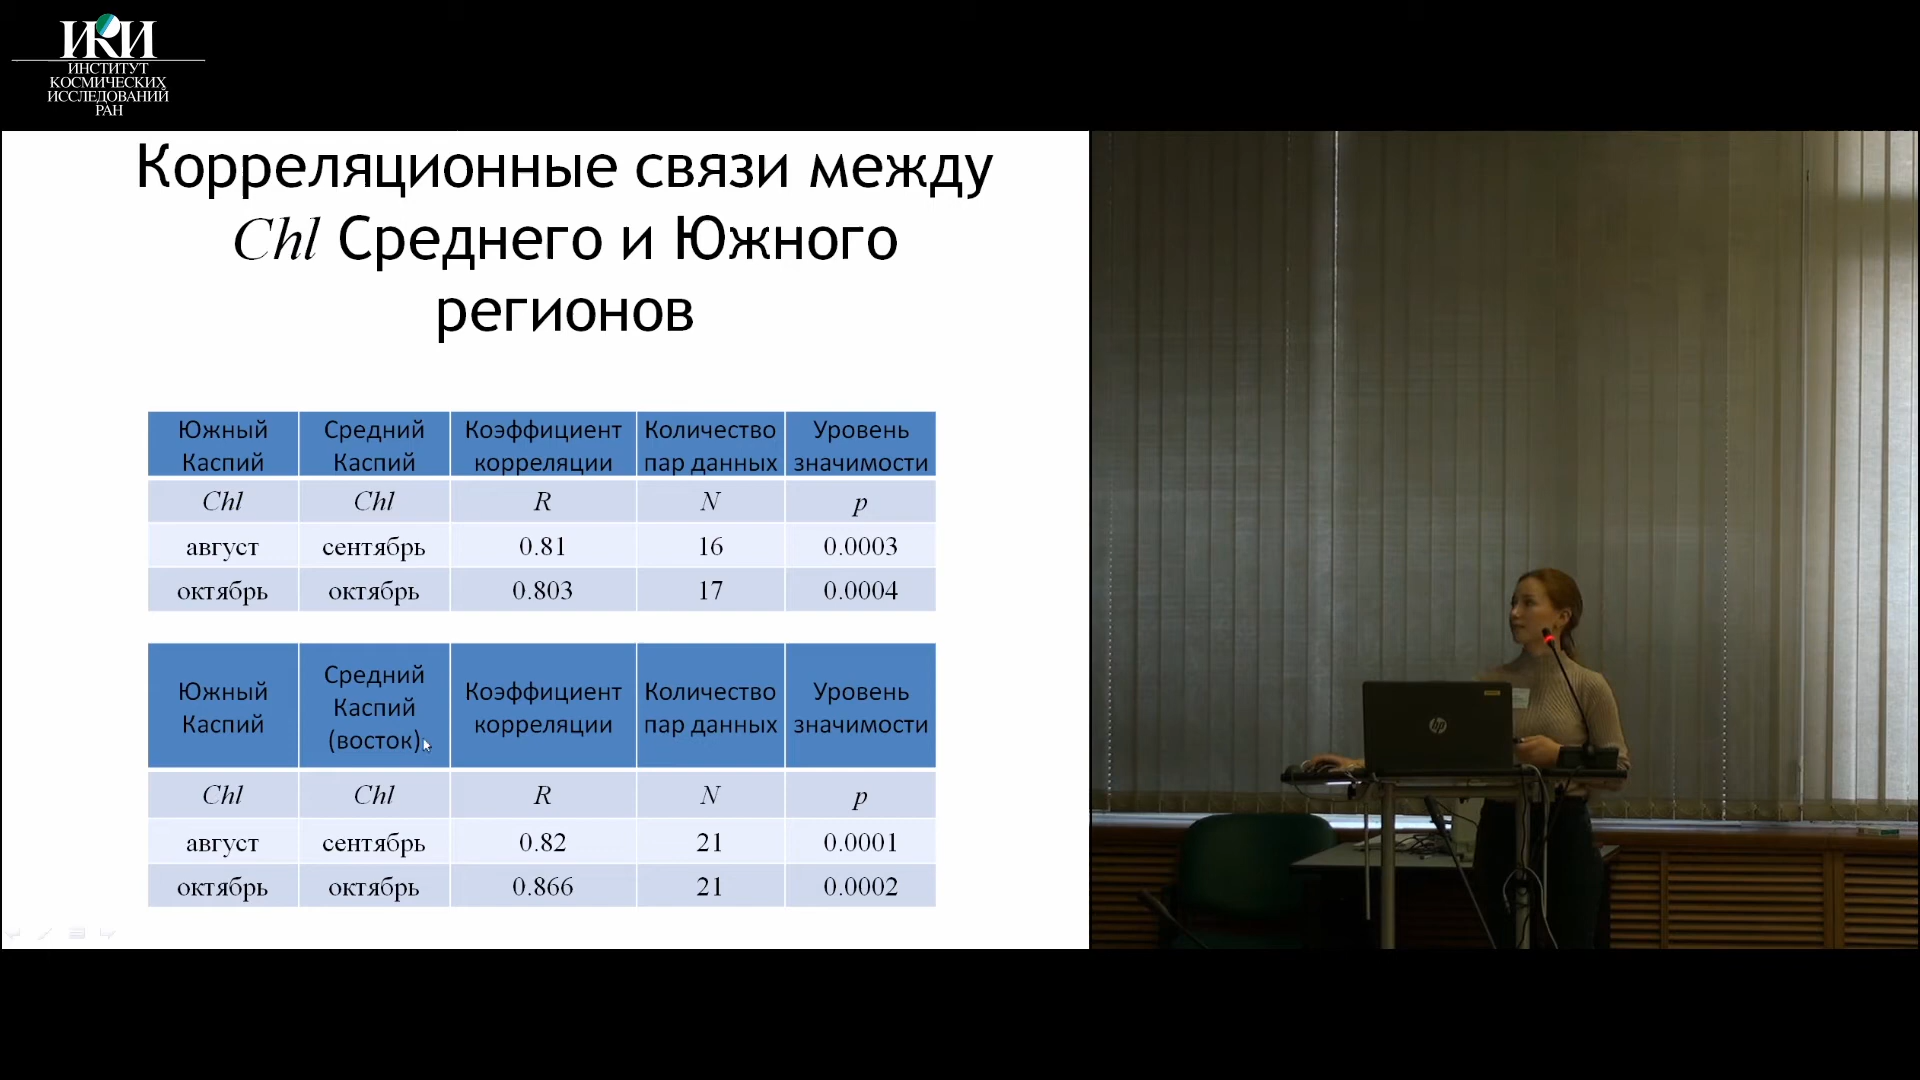 ИКИ
ИНСТИТУТ
КОСМИЧЕСКИХ
ИССЛЕДОВАНИЙ
РАН
Корреляционные связи между
Chl Среднего и Южного
регионов
Южный Каспий Средний Каспий Коэффициент корреляции Количество пар данных Уровень значимости
Chl Chl R N p
август сентябрь 0.81 16 0.0003
октябрь октябрь 0.803 17 0.0004
Южный Каспий Средний Каспий (восток) Коэффициент корреляции Количество пар данных Уровень значимости
Chl Chl R N p
август сентябрь 0.82 21 0.0001
октябрь октябрь 0.866 21 0.0002
hp